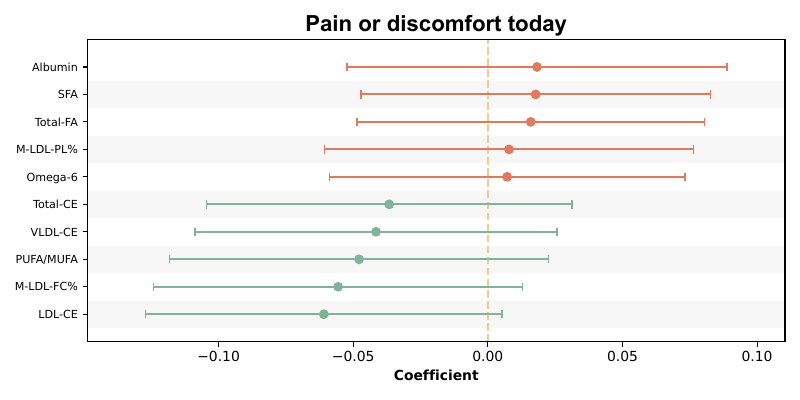 Pain or discomfort today
Albumin
SFA
Total-FA
M-LDL-PL%
Omega-6
Total-CE
VLDL-CE
PUFA/MUFA
M-LDL-FC%
LDL-CE
−0.10 −0.05 0.00 0.05 0.10
Coefficient